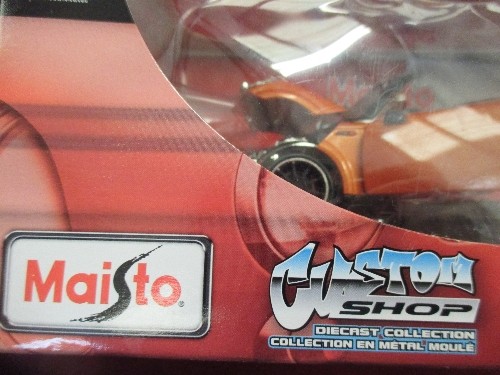 Maisto
CUSTOM
SHOP
DIECAST COLLECTION
COLLECTION EN MÉTAL MOULÉ